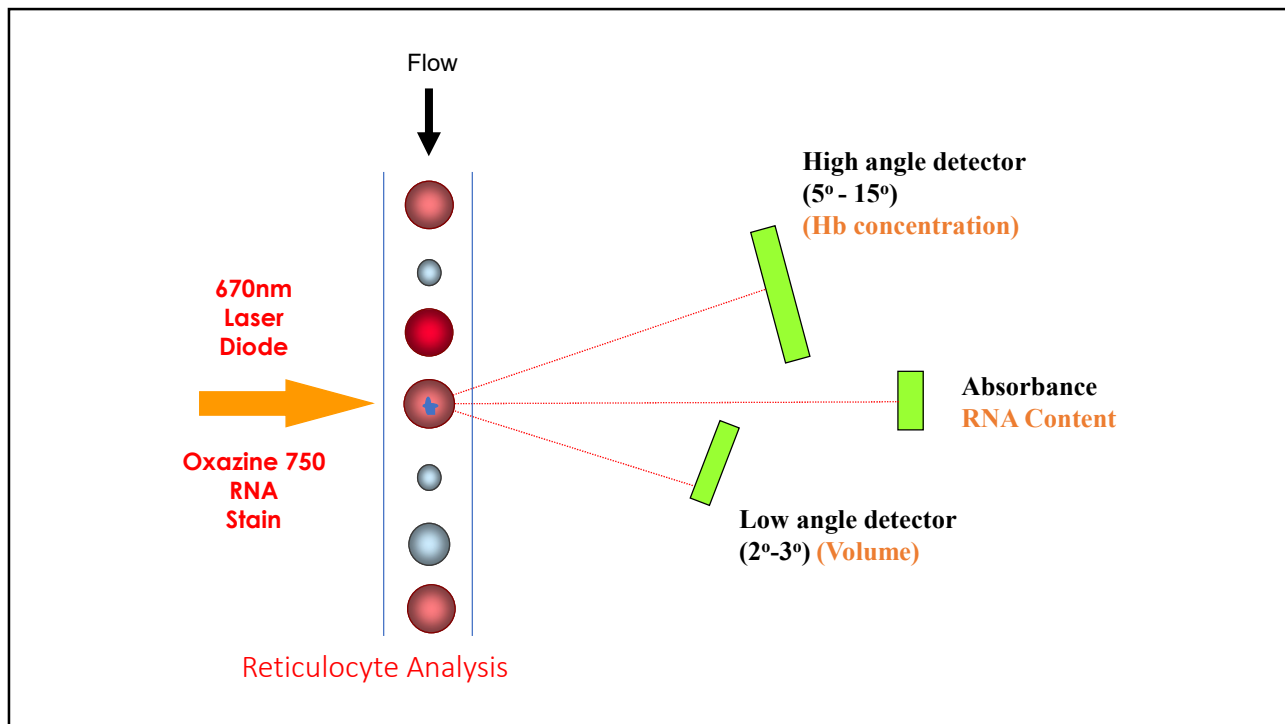 Flow
High angle detector
(5º - 15º)
(Hb concentration)
670nm
Laser
Diode
Absorbance
RNA Content
Oxazine 750
RNA
Stain
Low angle detector
(2º-3º) (Volume)
Reticulocyte Analysis